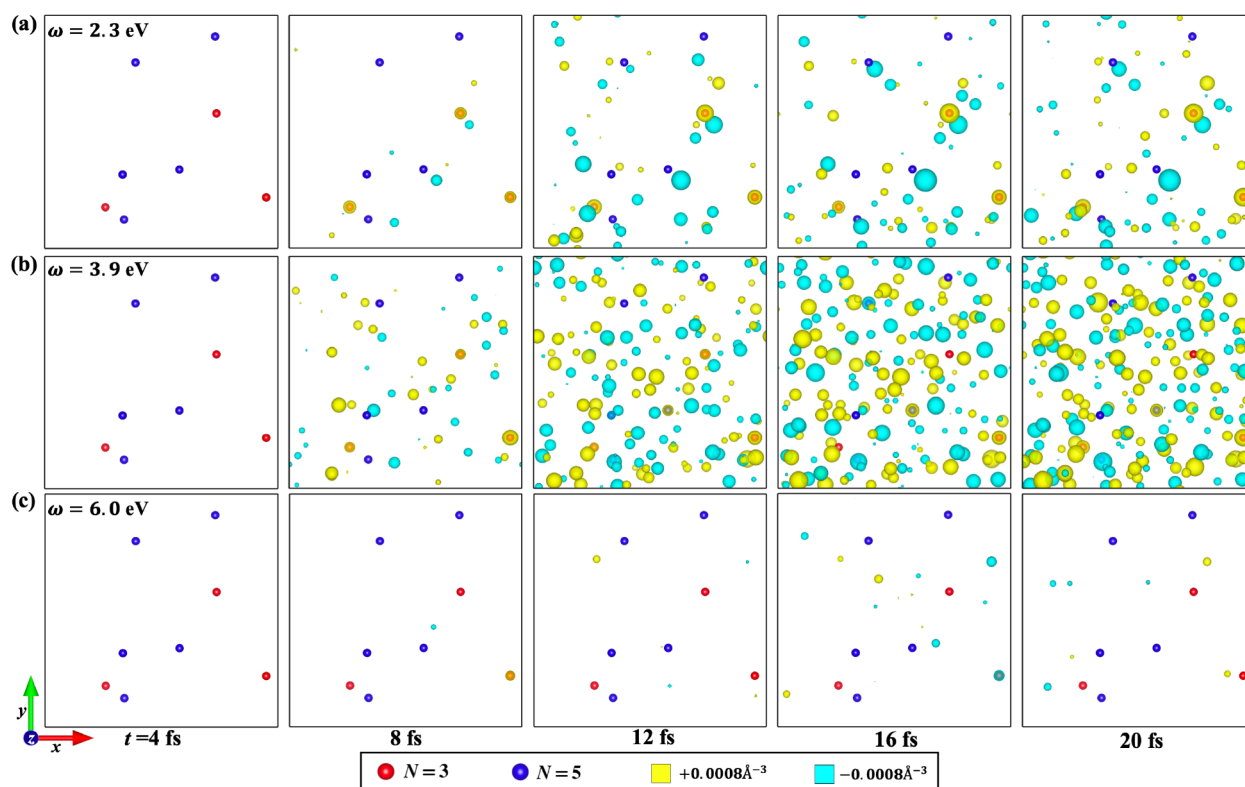 (a)
ω = 2.3 eV
(b)
ω = 3.9 eV
(c)
ω = 6.0 eV
y
z
x
t =4 fs 8 fs 12 fs 16 fs 20 fs
N = 3 N = 5 +0.0008Å⁻³ −0.0008Å⁻³